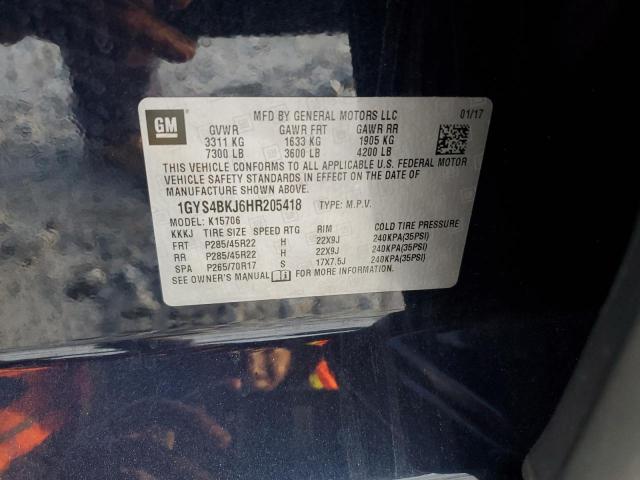 GM
MFD BY GENERAL MOTORS LLC 01/17
GVWR GAWR FRT GAWR RR
3311 KG 1633 KG 1905 KG
7300 LB 3600 LB 4200 LB
THIS VEHICLE CONFORMS TO ALL APPLICABLE U.S. FEDERAL MOTOR
VEHICLE SAFETY STANDARDS IN EFFECT ON THE DATE OF
MANUFACTURE SHOWN ABOVE.
1GYS4BKJ6HR205418 TYPE: M.P.V.
MODEL: K15706
KKKJ TIRE SIZE SPEED RTG RIM COLD TIRE PRESSURE
FRT P285/45R22 H 22X9J 240KPA(35PSI)
RR P285/45R22 H 22X9J 240KPA(35PSI)
SPA P265/70R17 S 17X7.5J 240KPA(35PSI)
SEE OWNER'S MANUAL FOR MORE INFORMATION